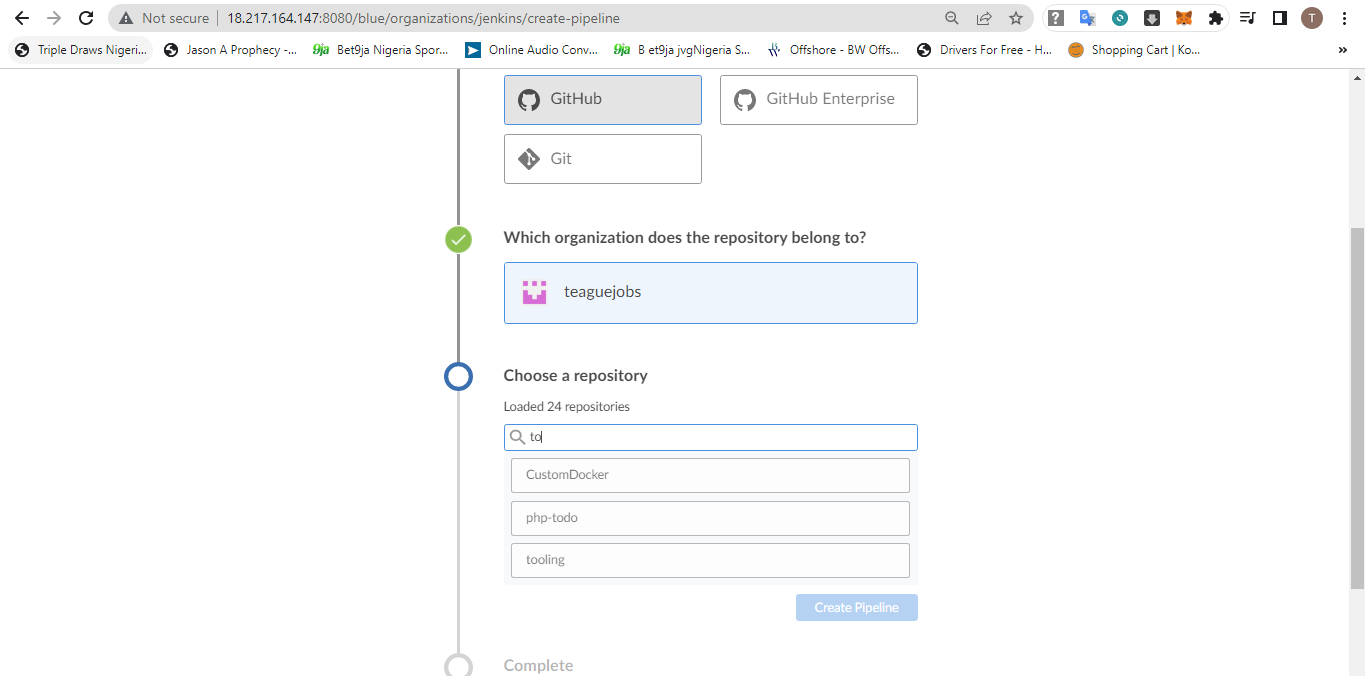 Not secure 18.217.164.147:8080/blue/organizations/jenkins/create-pipeline T
Triple Draws Nigeri... Jason A Prophecy -... 9ja Bet9ja Nigeria Spor... Online Audio Conv... 9ja B et9ja jvgNigeria S... Offshore - BW Offs... Drivers For Free - H... Shopping Cart | Ko... »
GitHub GitHub Enterprise
Git
Which organization does the repository belong to?
teaguejobs
Choose a repository
Loaded 24 repositories
to
CustomDocker
php-todo
tooling
Create Pipeline
Complete